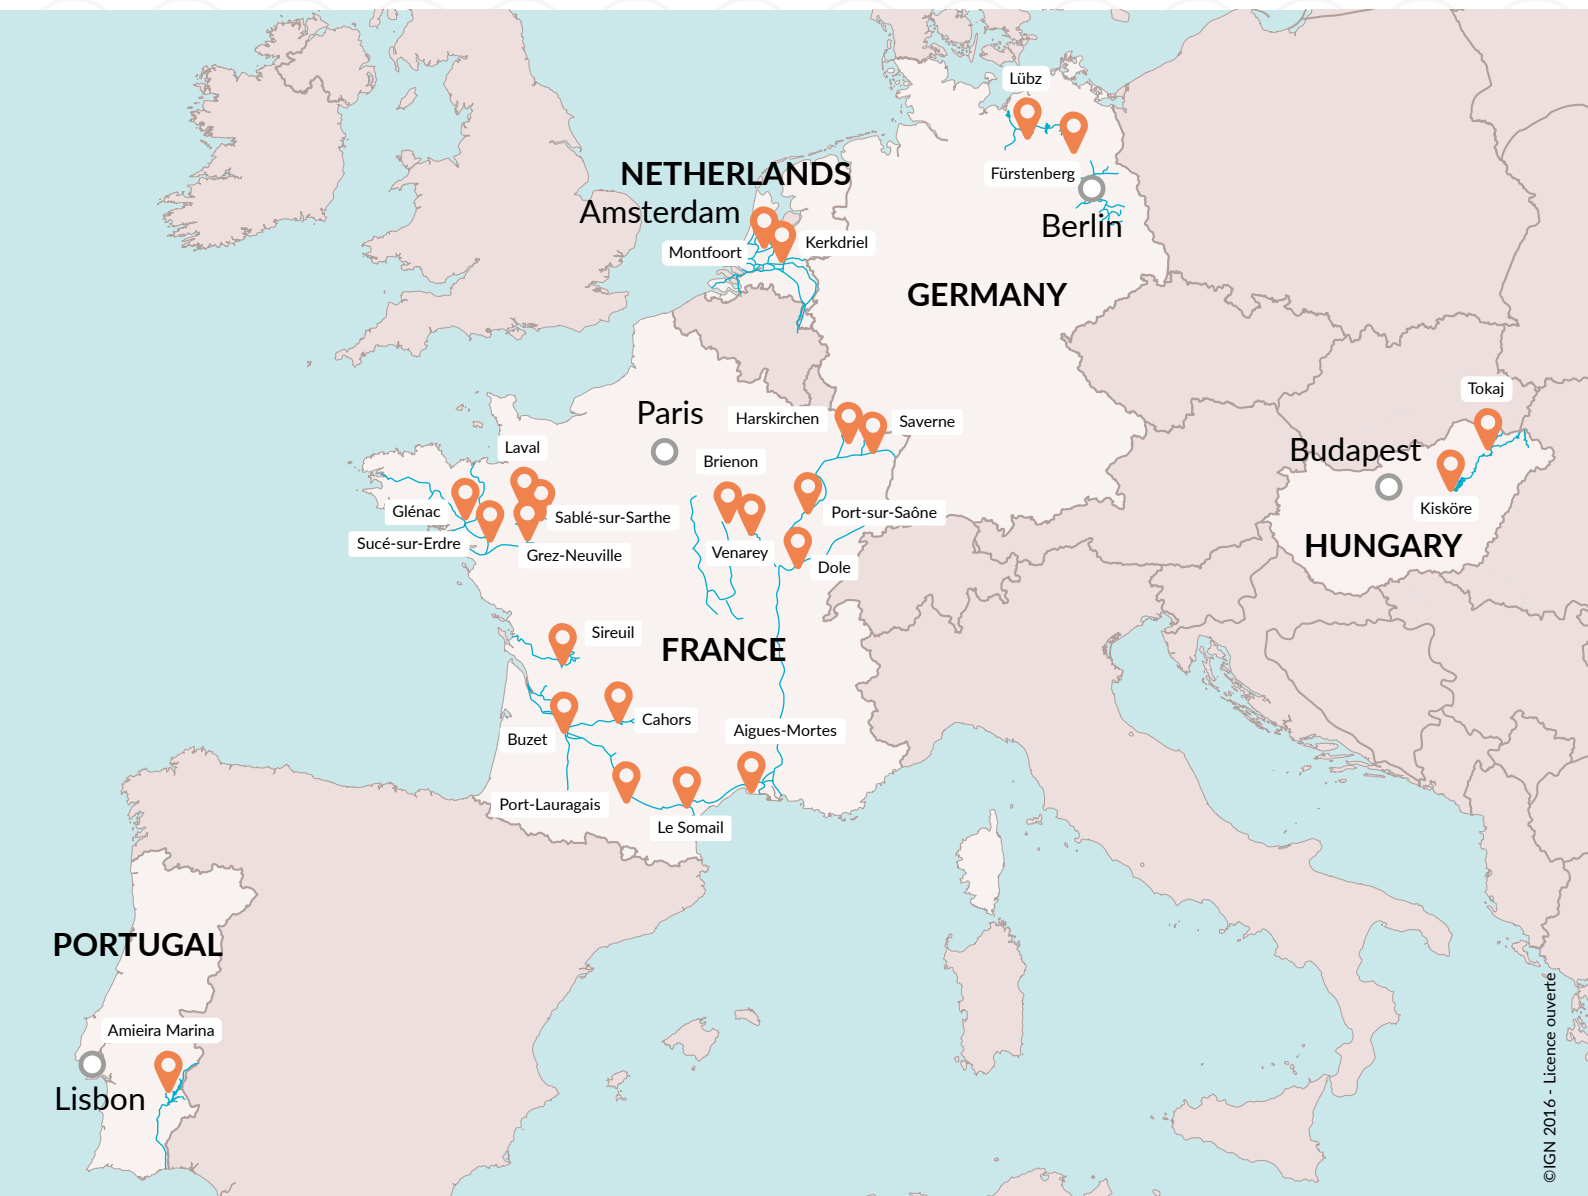 Lübz
Fürstenberg
Berlin
NETHERLANDS
Amsterdam
Montfoort
Kerkdriel
GERMANY
Tokaj
Budapest
Kisköre
HUNGARY
Paris
Harskirchen
Saverne
Laval
Brienon
Glénac
Sablé-sur-Sarthe
Port-sur-Saône
Sucé-sur-Erdre
Grez-Neuville
Venarey
Dole
Sireuil
FRANCE
Cahors
Buzet
Aigues-Mortes
Port-Lauragais
Le Somail
PORTUGAL
Amieira Marina
Lisbon
©IGN 2016 - Licence ouverte